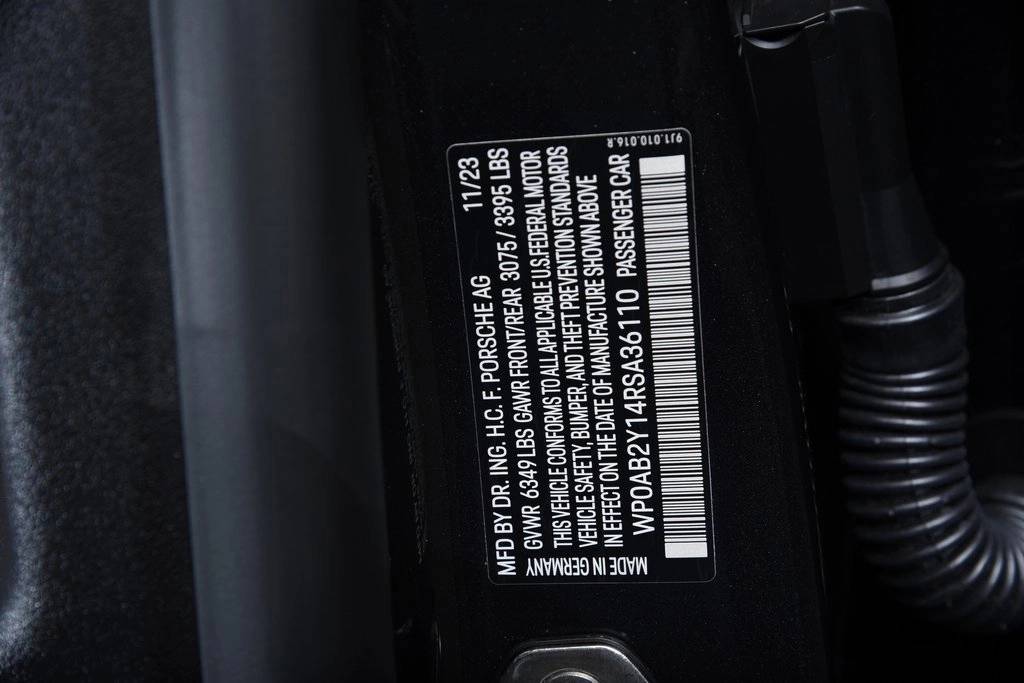 9J1.010.016.R
MFD BY DR. ING. H.C. F. PORSCHE AG 11/23
GVWR 6349 LBS GAWR FRONT/REAR 3075 / 3395 LBS
THIS VEHICLE CONFORMS TO ALL APPLICABLE U.S.FEDERAL MOTOR
VEHICLE SAFETY, BUMPER, AND THEFT PREVENTION STANDARDS
IN EFFECT ON THE DATE OF MANUFACTURE SHOWN ABOVE
WP0AB2Y14RSA36110 PASSENGER CAR
MADE IN GERMANY